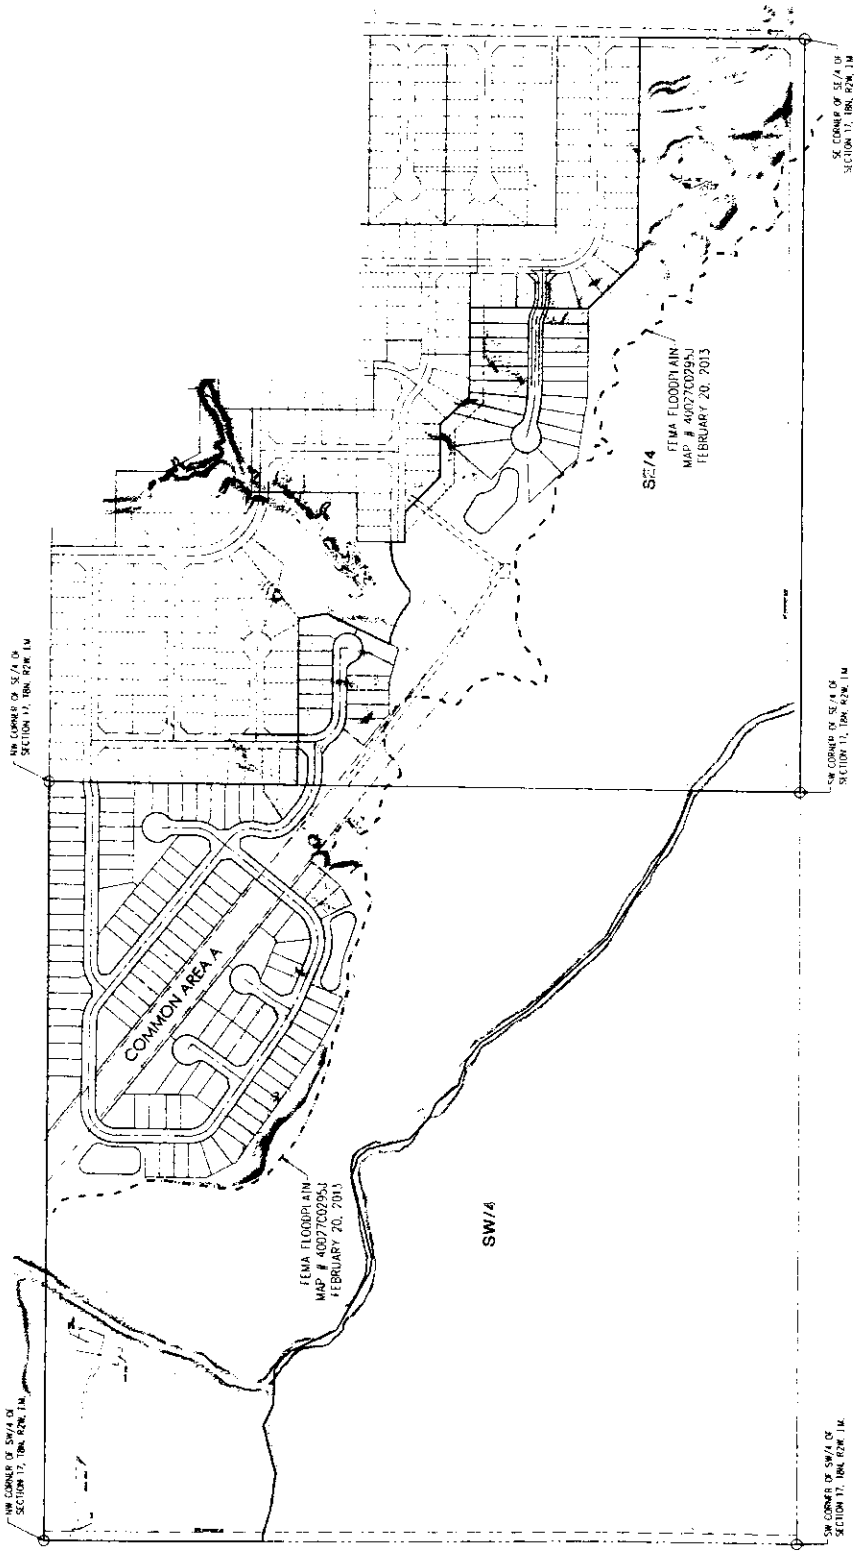 SE CORNER OF SE/4 OF
SECTION 17, T8N, R2W, I.M.
FEMA FLOODPLAIN
MAP # 40027C0295J
FEBRUARY 20, 2013
SE/4
NW CORNER OF SE/4 OF
SECTION 17, T8N, R2W, I.M.
SW CORNER OF SE/4 OF
SECTION 17, T8N, R2W, I.M.
COMMON AREA A
FEMA FLOODPLAIN
MAP # 40027C0295J
FEBRUARY 20, 2013
SW/4
NW CORNER OF SW/4 OF
SECTION 17, T8N, R2W, I.M.
SW CORNER OF SW/4 OF
SECTION 17, T8N, R2W, I.M.